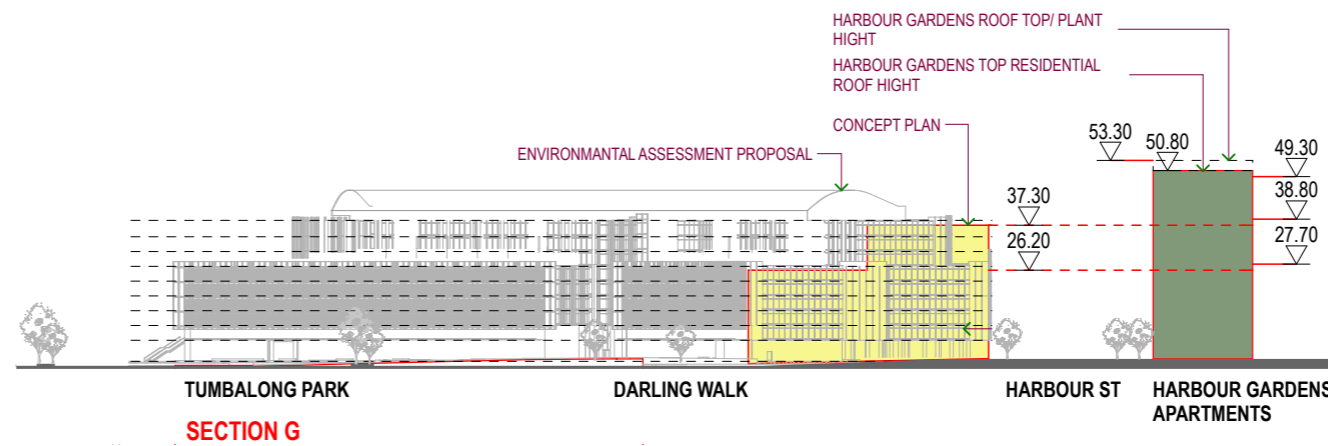 HARBOUR GARDENS ROOF TOP/ PLANT
HIGHT
HARBOUR GARDENS TOP RESIDENTIAL
ROOF HIGHT
CONCEPT PLAN
ENVIRONMANTAL ASSESSMENT PROPOSAL
53.30
50.80
49.30
38.80
27.70
37.30
26.20
TUMBALONG PARK
DARLING WALK
HARBOUR ST
HARBOUR GARDENS
APARTMENTS
SECTION G